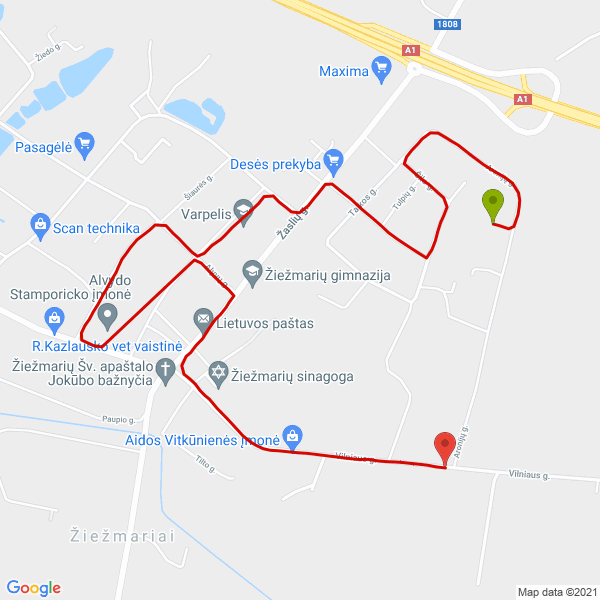 1808
A1
Žiedo g.
Maxima
A1
Pasagėlė
Desės prekyba
Šiaurės g.
Tulpių g.
Taikos g.
Varpelis
Scan technika
Žaslių g.
Žiežmarių gimnazija
Alvydo
Stamporicko įmonė
Lietuvos paštas
R.Kazlausko vet vaistinė
Žiežmarių Šv. apaštalo
Jokūbo bažnyčia
Žiežmarių sinagoga
Paupio g.
Aidos Vitkūnienės įmonė
Aronijų g.
Tilto g.
Vilniaus g.
Vilniaus g.
Žiežmariai
Google
Map data ©2021